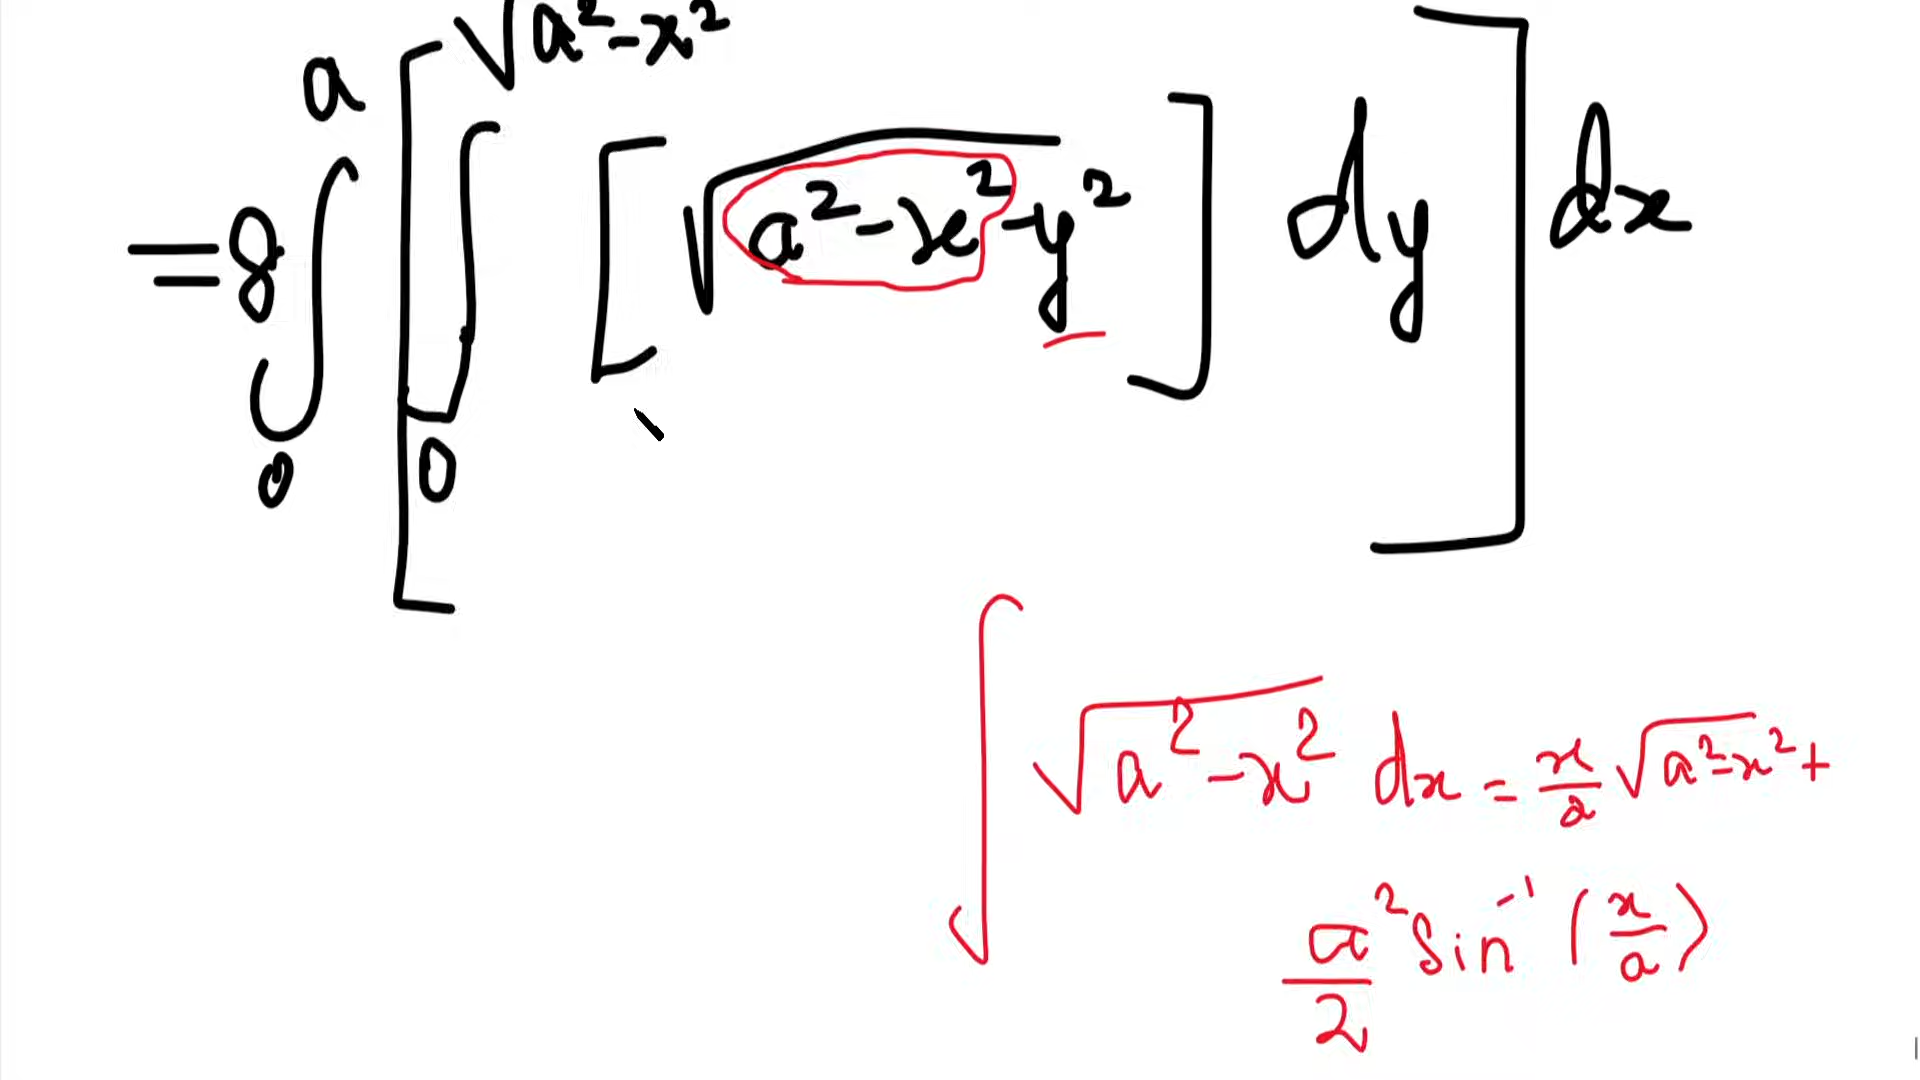 = 8 ∫₀ᵃ [ ∫₀^√(a²-x²) [ √(a²-x²-y²) ] dy ] dx
∫ √(a²-x²) dx = x/2 √(a²-x²) +
a²/2 sin⁻¹ (x/a)